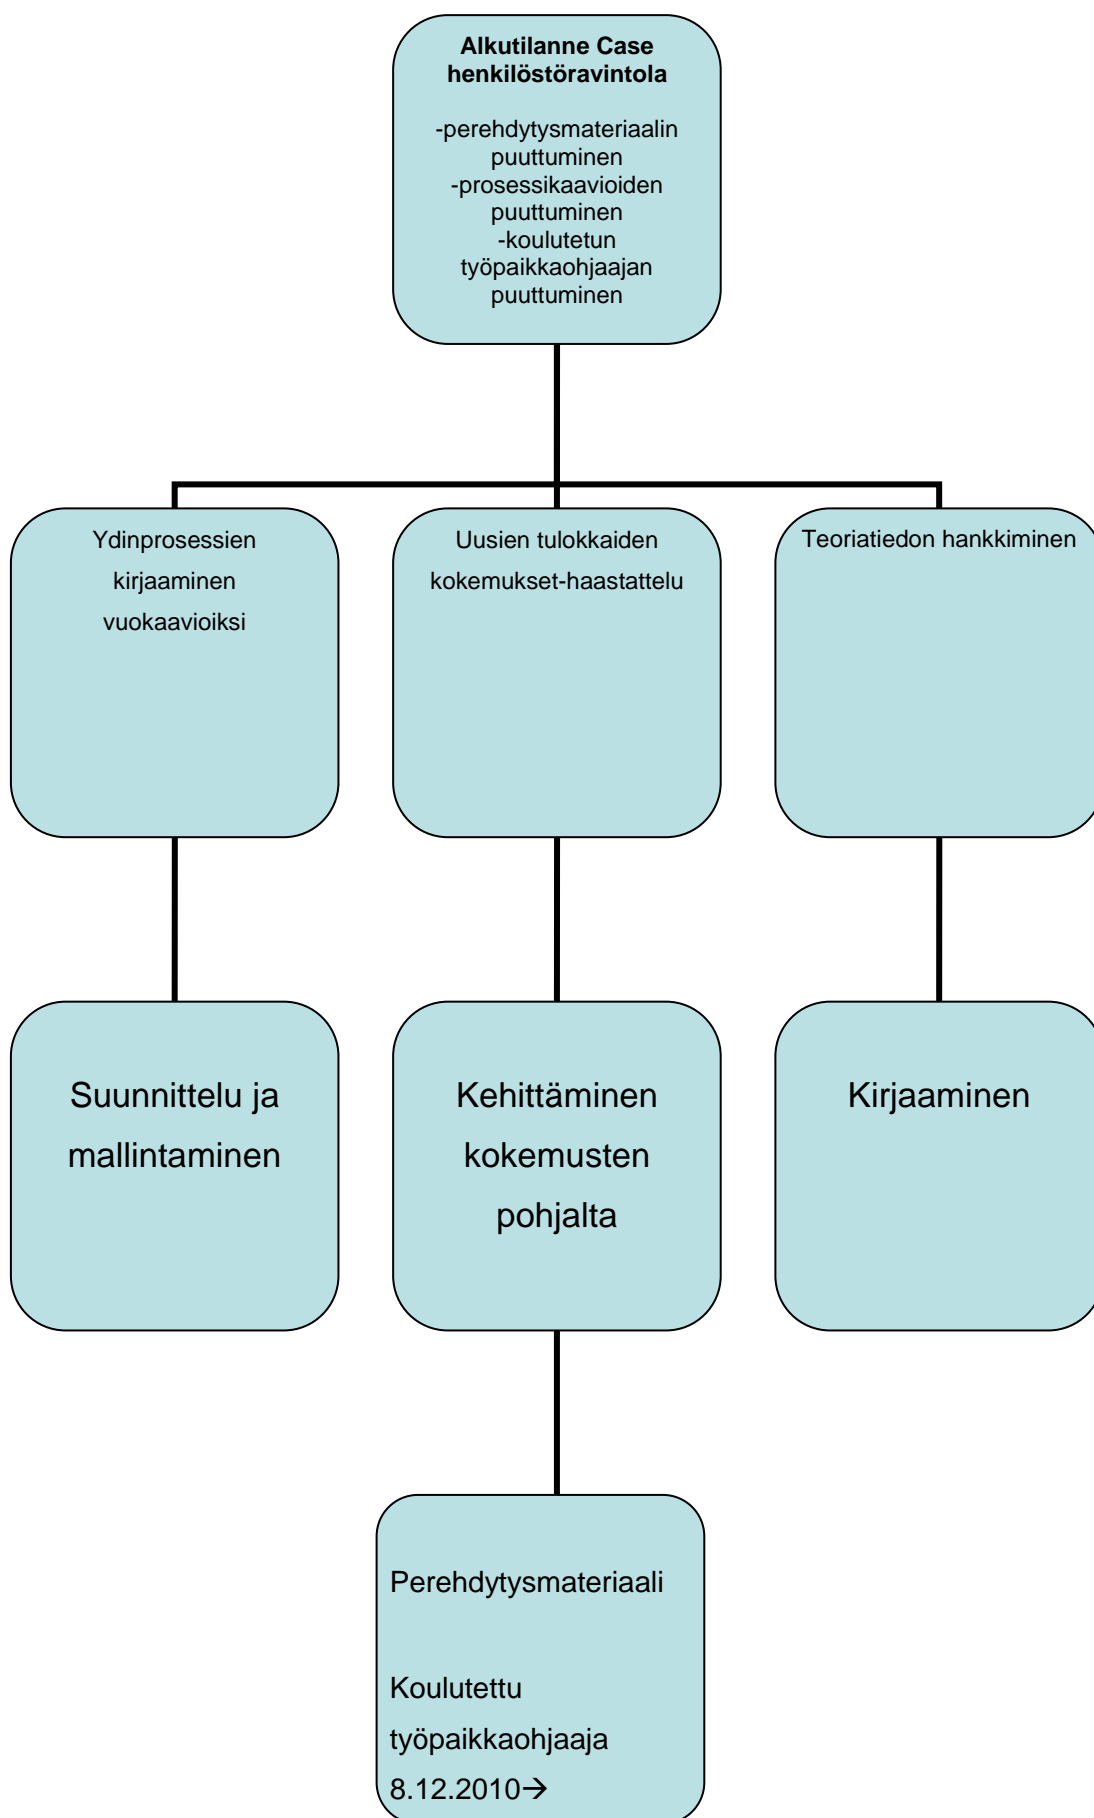 Alkutilanne Case
henkilöstöravintola
-perehdytysmateriaalin
puuttuminen
-prosessikaavioiden
puuttuminen
-koulutetun
työpaikkaohjaajan
puuttuminen
Ydinprosessien
kirjaaminen
vuokaavioiksi
Uusien tulokkaiden
kokemukset-haastattelu
Teoriatiedon hankkiminen
Suunnittelu ja
mallintaminen
Kehittäminen
kokemusten
pohjalta
Kirjaaminen
Perehdytysmateriaali
Koulutettu
työpaikkaohjaaja
8.12.2010→